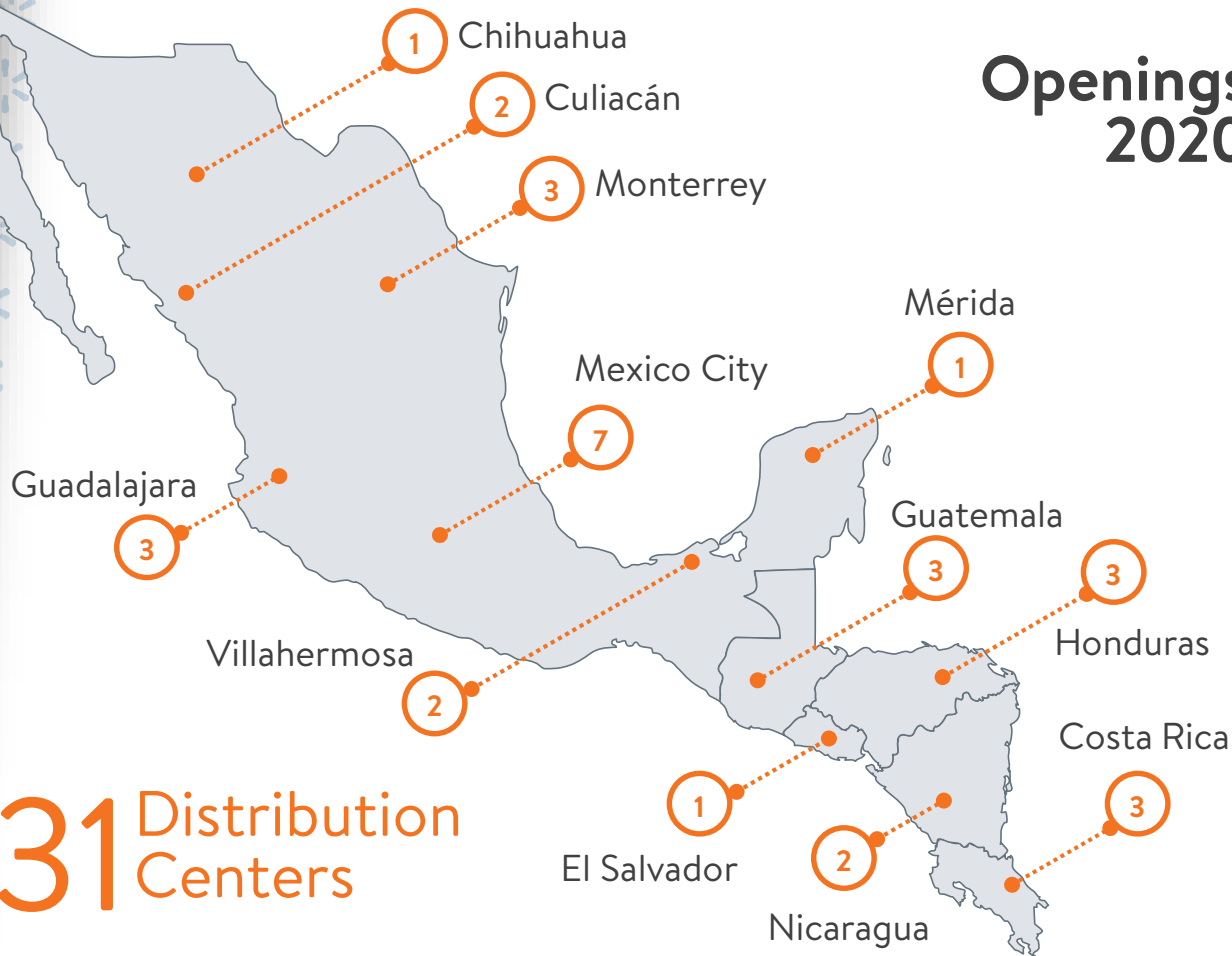 1 Chihuahua
2 Culiacán
Openings
2020
3 Monterrey
Mérida
1
Mexico City
7
Guadalajara
3
Guatemala
3
3
Honduras
Villahermosa
2
Costa Rica
3
1
El Salvador
2
Nicaragua
31 Distribution
Centers